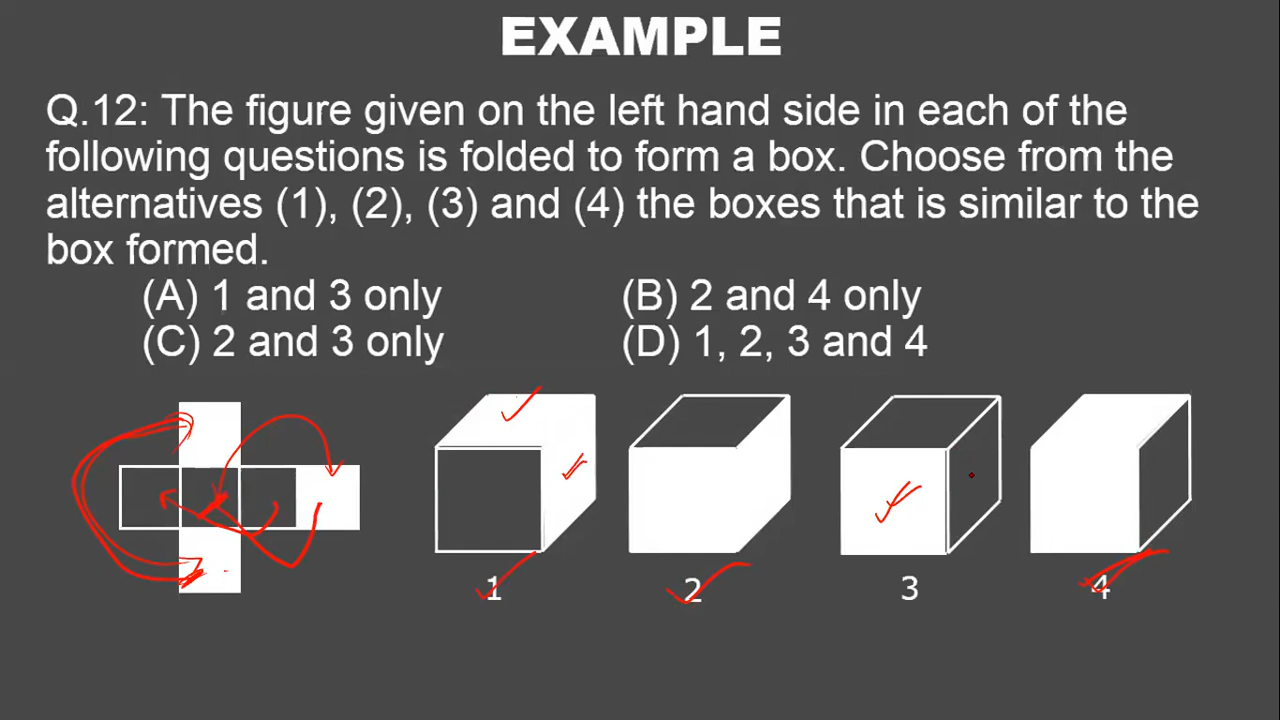 EXAMPLE
Q.12: The figure given on the left hand side in each of the
following questions is folded to form a box. Choose from the
alternatives (1), (2), (3) and (4) the boxes that is similar to the
box formed.
(A) 1 and 3 only (B) 2 and 4 only
(C) 2 and 3 only (D) 1, 2, 3 and 4
1 2 3 4